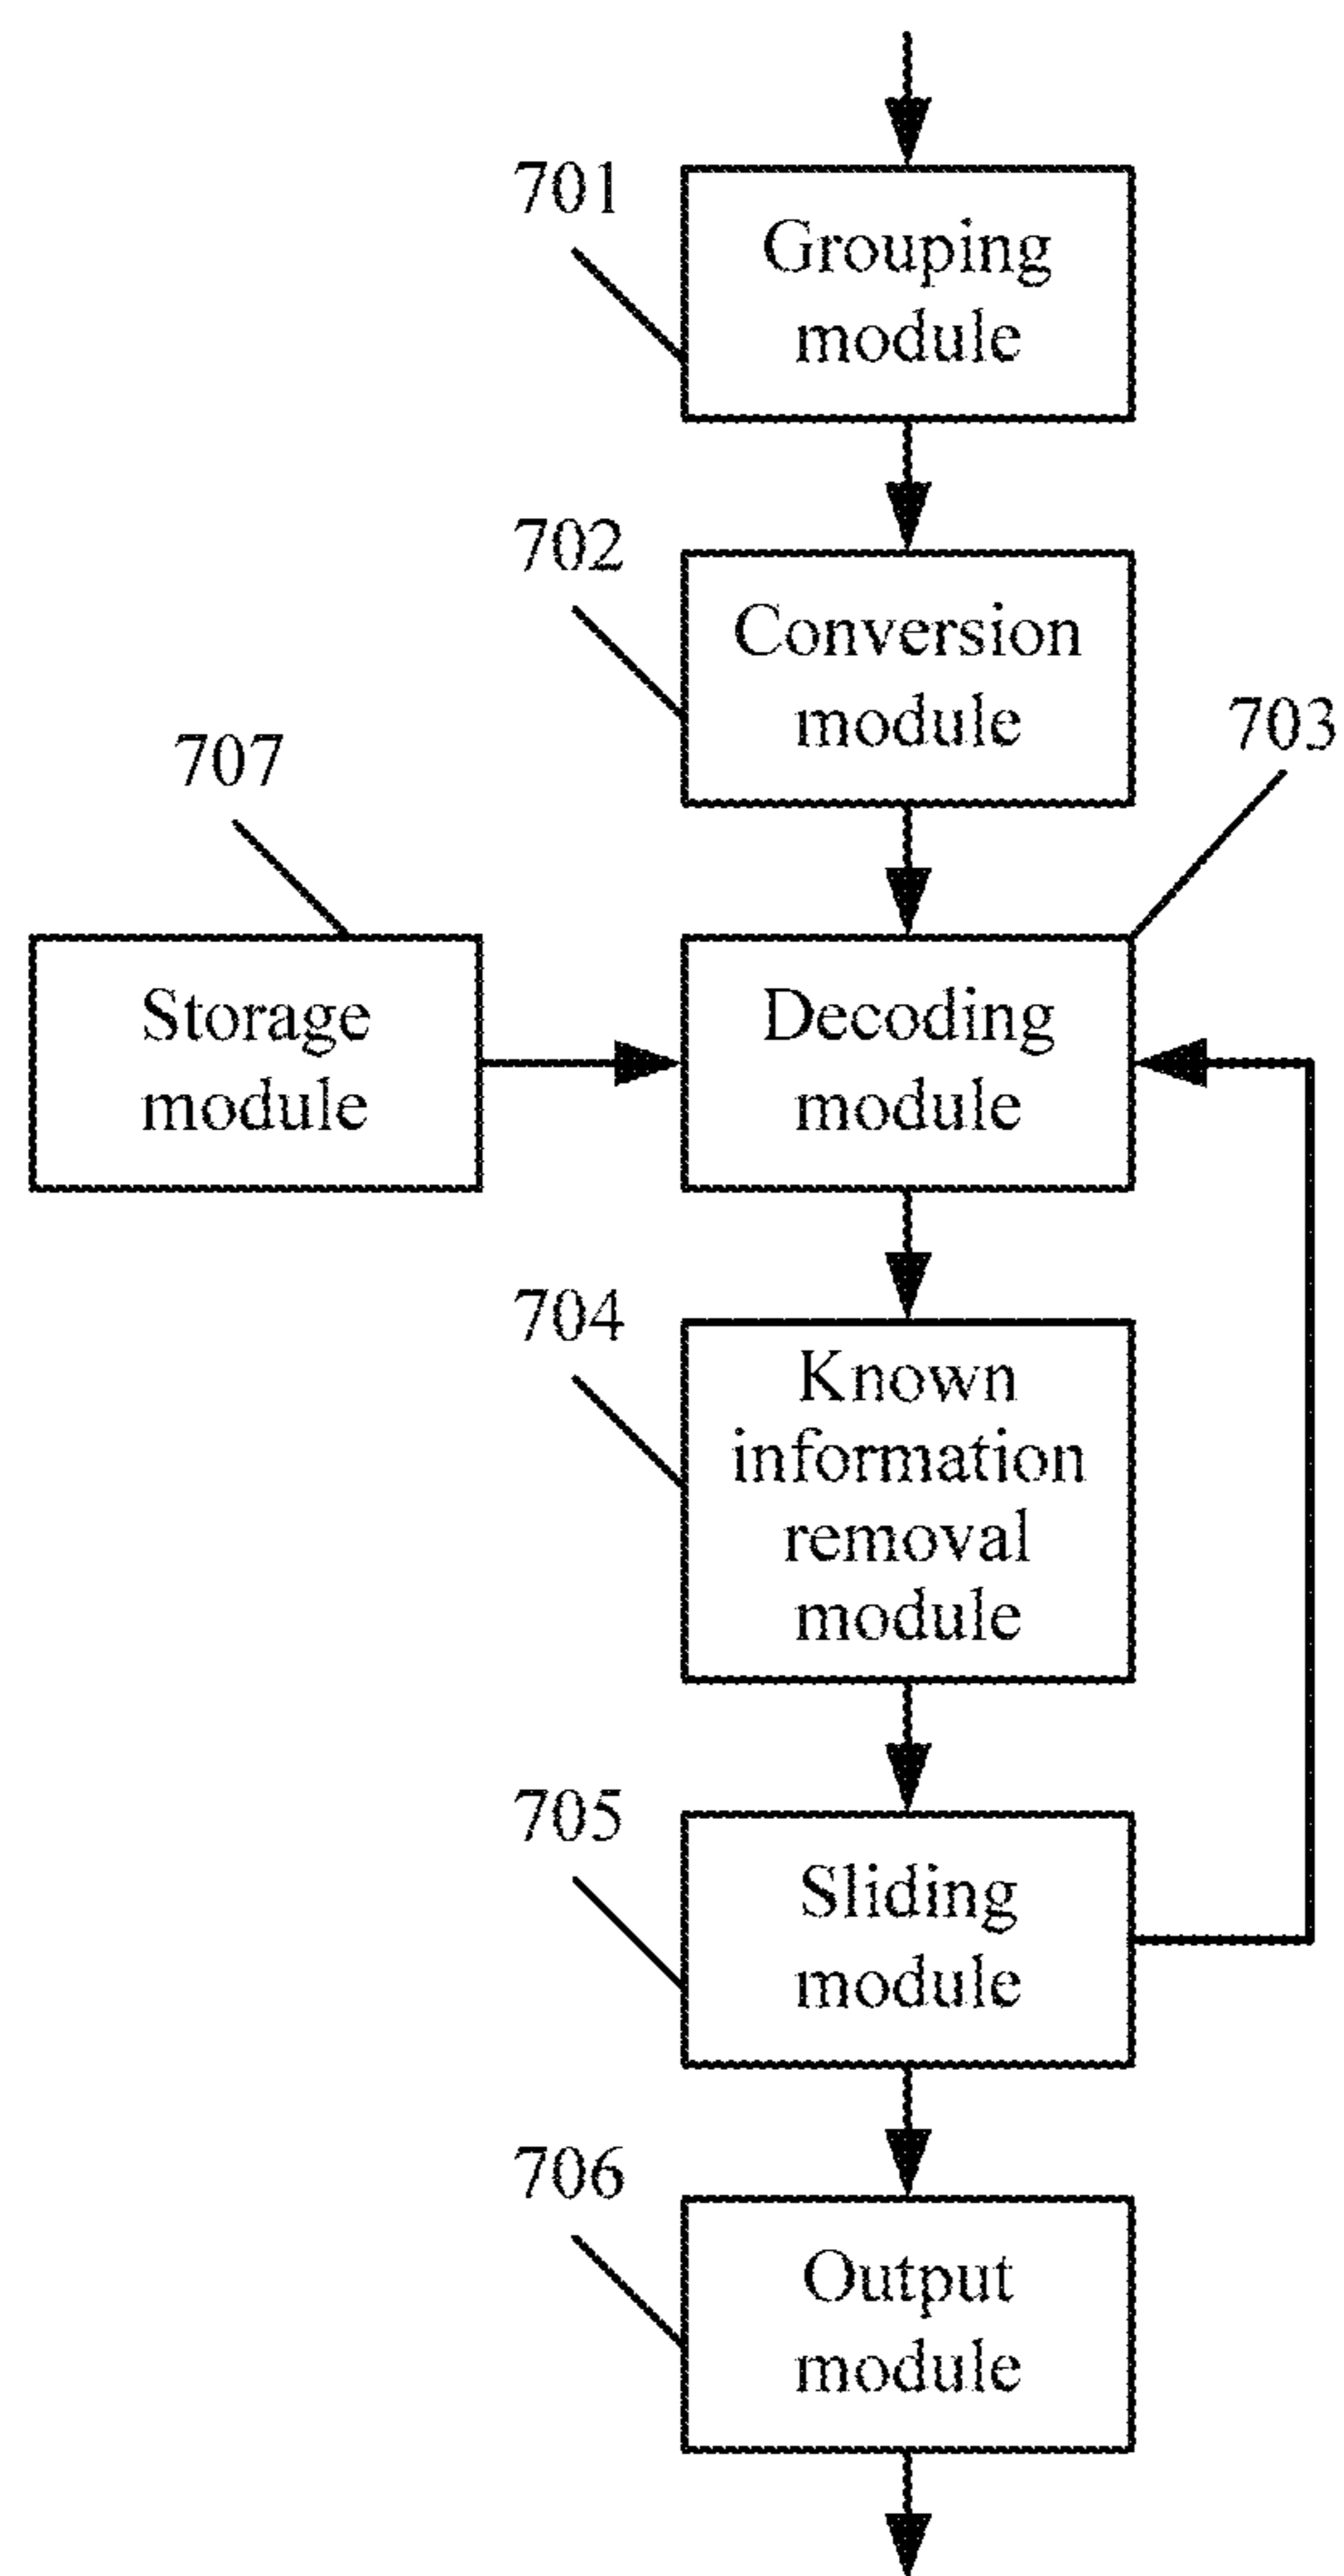 701
Grouping
module
702
Conversion
module
703
707
Storage
module
Decoding
module
704
Known
information
removal
module
705
Sliding
module
706
Output
module